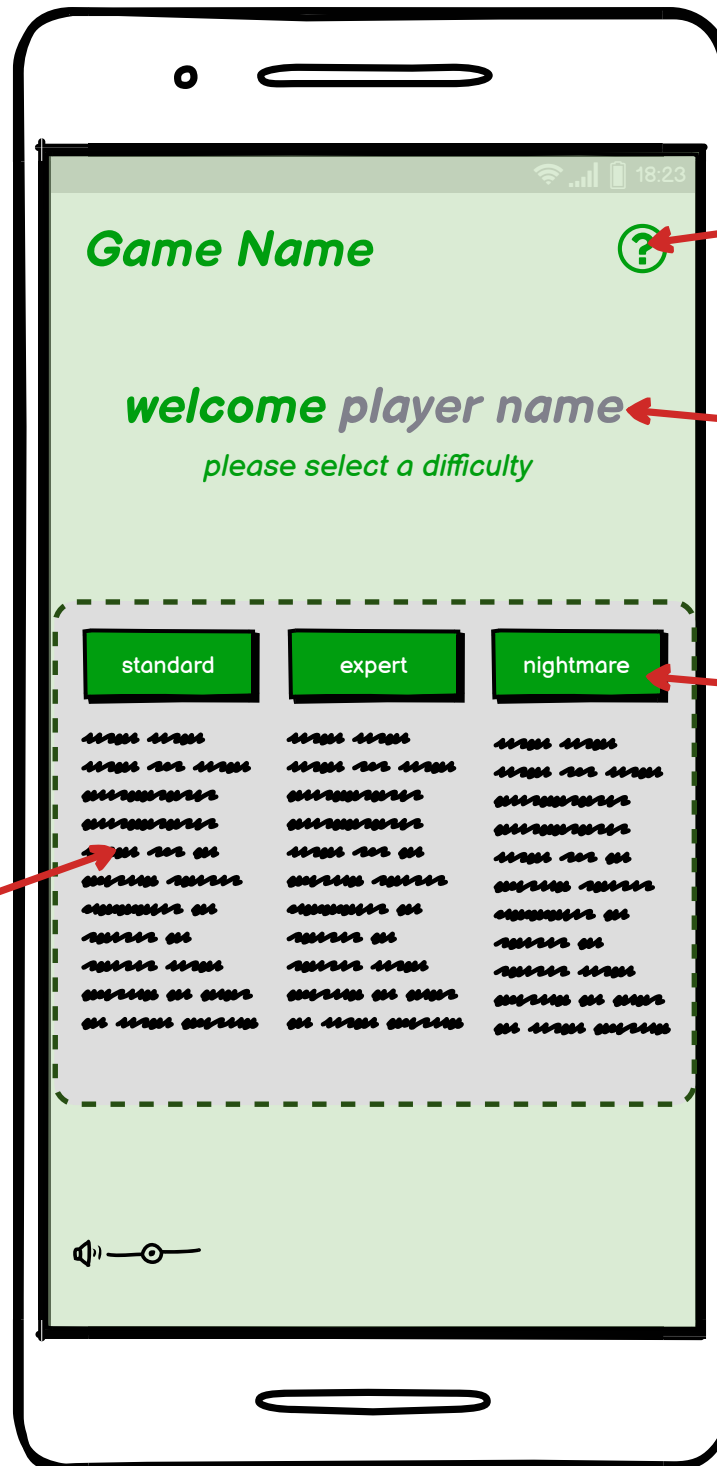 18:23
Game Name ?
welcome player name
please select a difficulty
standard expert nightmare